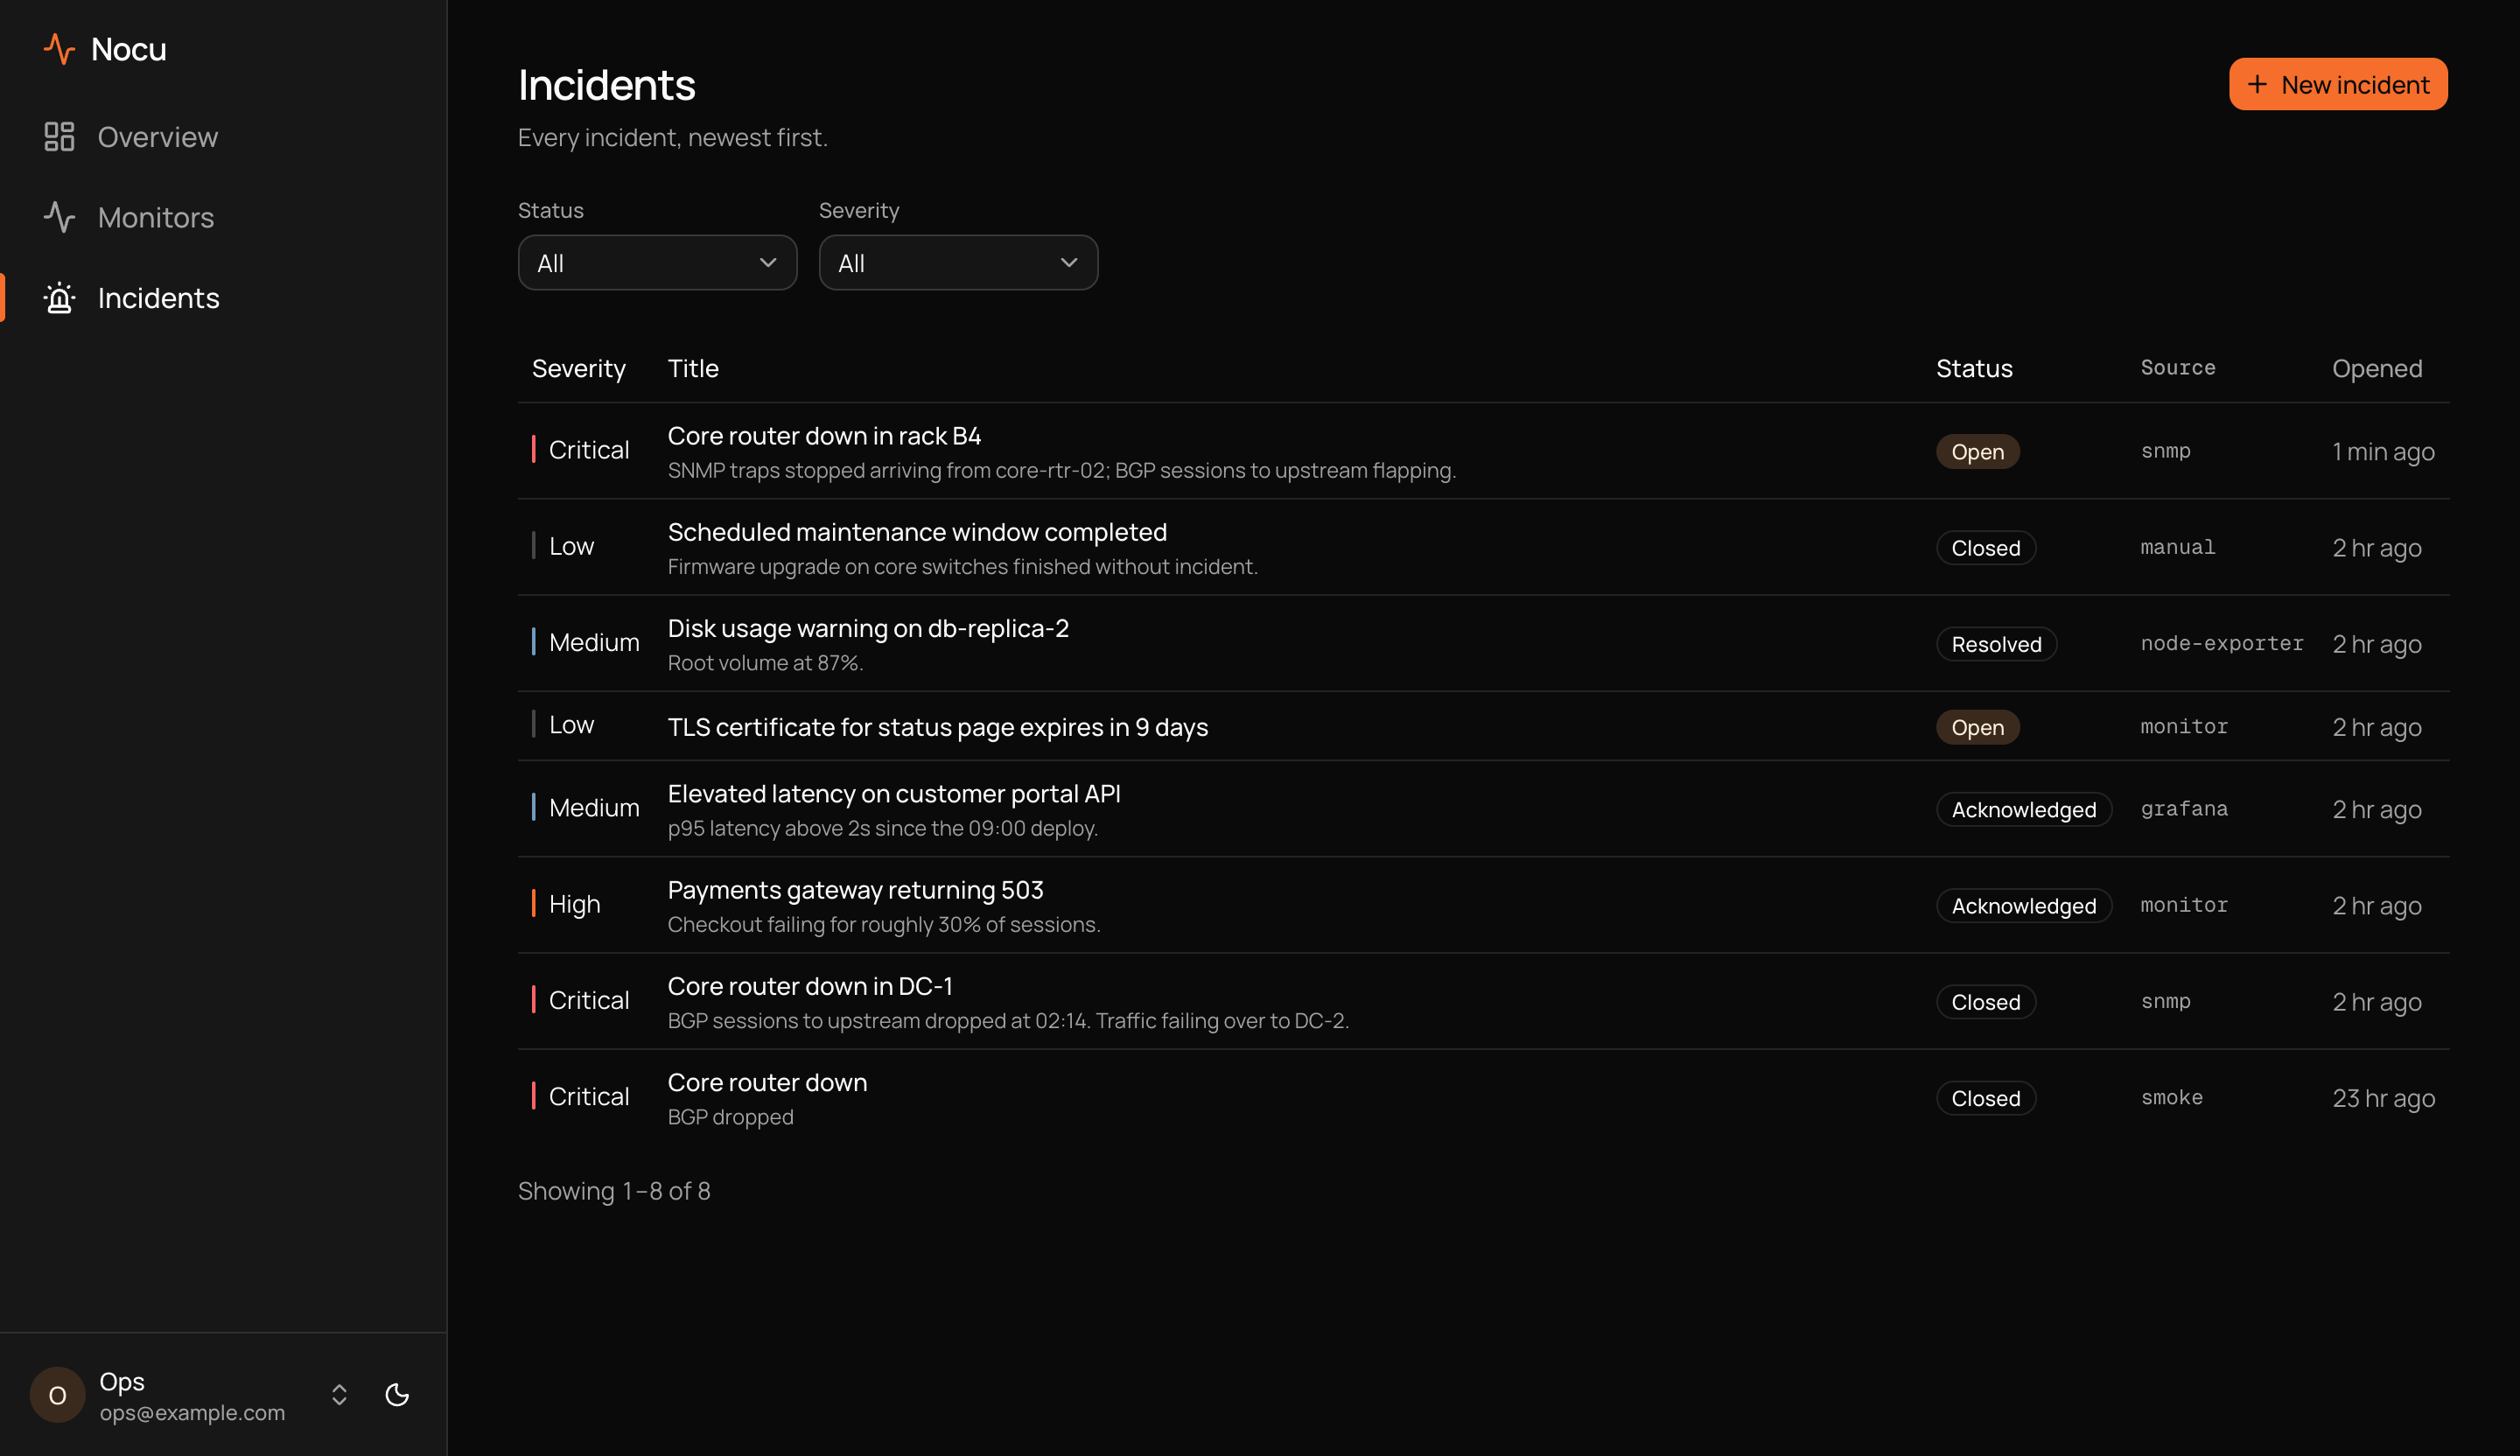 Nocu
Overview
Monitors
Incidents
Incidents
Every incident, newest first.
New incident
Status Severity
All All
Severity Title Status Source Opened
Critical Core router down in rack B4 Open snmp 1 min ago
SNMP traps stopped arriving from core-rtr-02; BGP sessions to upstream flapping.
Low Scheduled maintenance window completed Closed manual 2 hr ago
Firmware upgrade on core switches finished without incident.
Medium Disk usage warning on db-replica-2 Resolved node-exporter 2 hr ago
Root volume at 87%.
Low TLS certificate for status page expires in 9 days Open monitor 2 hr ago
Medium Elevated latency on customer portal API Acknowledged grafana 2 hr ago
p95 latency above 2s since the 09:00 deploy.
High Payments gateway returning 503 Acknowledged monitor 2 hr ago
Checkout failing for roughly 30% of sessions.
Critical Core router down in DC-1 Closed snmp 2 hr ago
BGP sessions to upstream dropped at 02:14. Traffic failing over to DC-2.
Critical Core router down Closed smoke 23 hr ago
BGP dropped
Showing 1–8 of 8
O Ops
ops@example.com